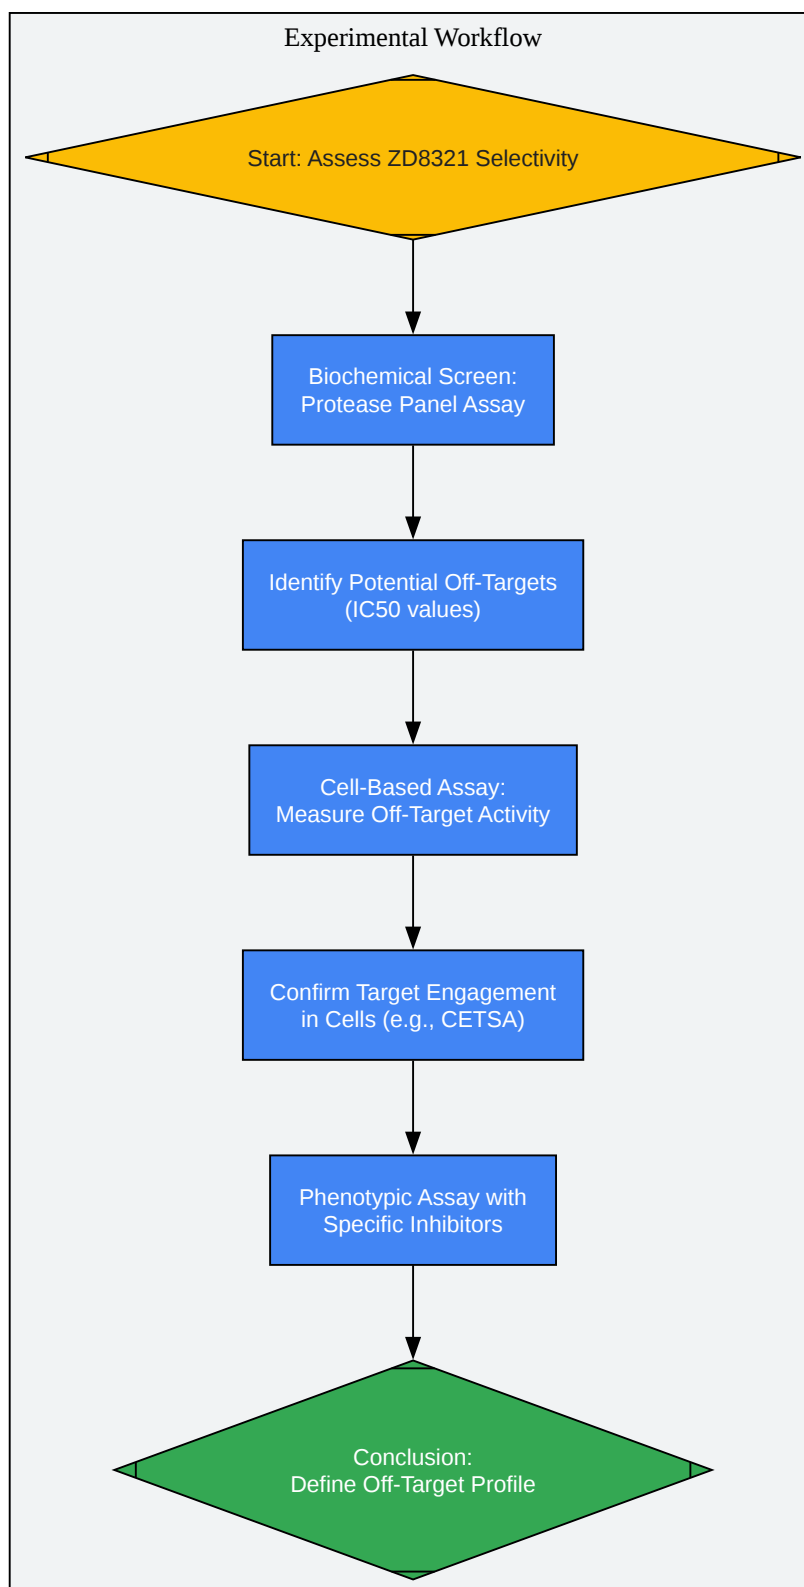 Experimental Workflow
Start: Assess ZD8321 Selectivity
Biochemical Screen:
Protease Panel Assay
Identify Potential Off-Targets
(IC50 values)
Cell-Based Assay:
Measure Off-Target Activity
Confirm Target Engagement
in Cells (e.g., CETSA)
Phenotypic Assay with
Specific Inhibitors
Conclusion:
Define Off-Target Profile